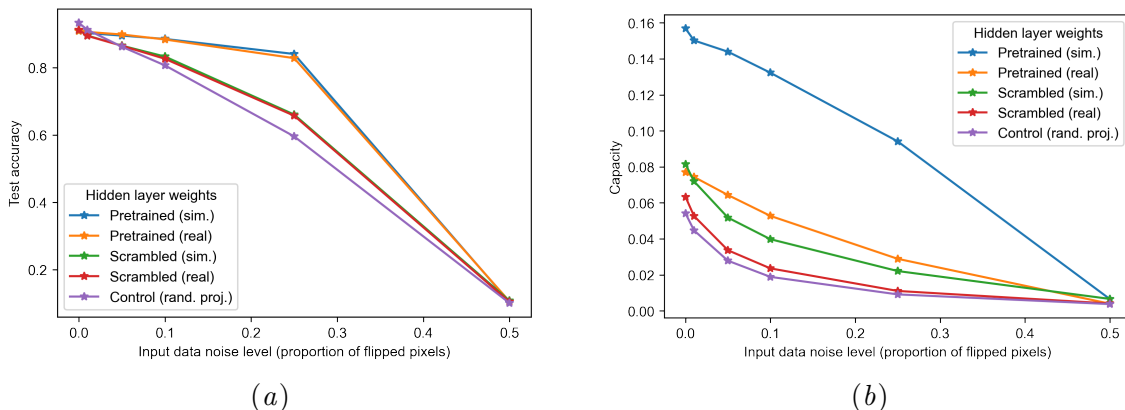 0.8
0.6
0.4
0.2
Test accuracy
Hidden layer weights
Pretrained (sim.)
Pretrained (real)
Scrambled (sim.)
Scrambled (real)
Control (rand. proj.)
0.0 0.1 0.2 0.3 0.4 0.5
Input data noise level (proportion of flipped pixels)
(a)
0.16
0.14
0.12
0.10
0.08
0.06
0.04
0.02
0.00
Capacity
Hidden layer weights
Pretrained (sim.)
Pretrained (real)
Scrambled (sim.)
Scrambled (real)
Control (rand. proj.)
0.0 0.1 0.2 0.3 0.4 0.5
Input data noise level (proportion of flipped pixels)
(b)